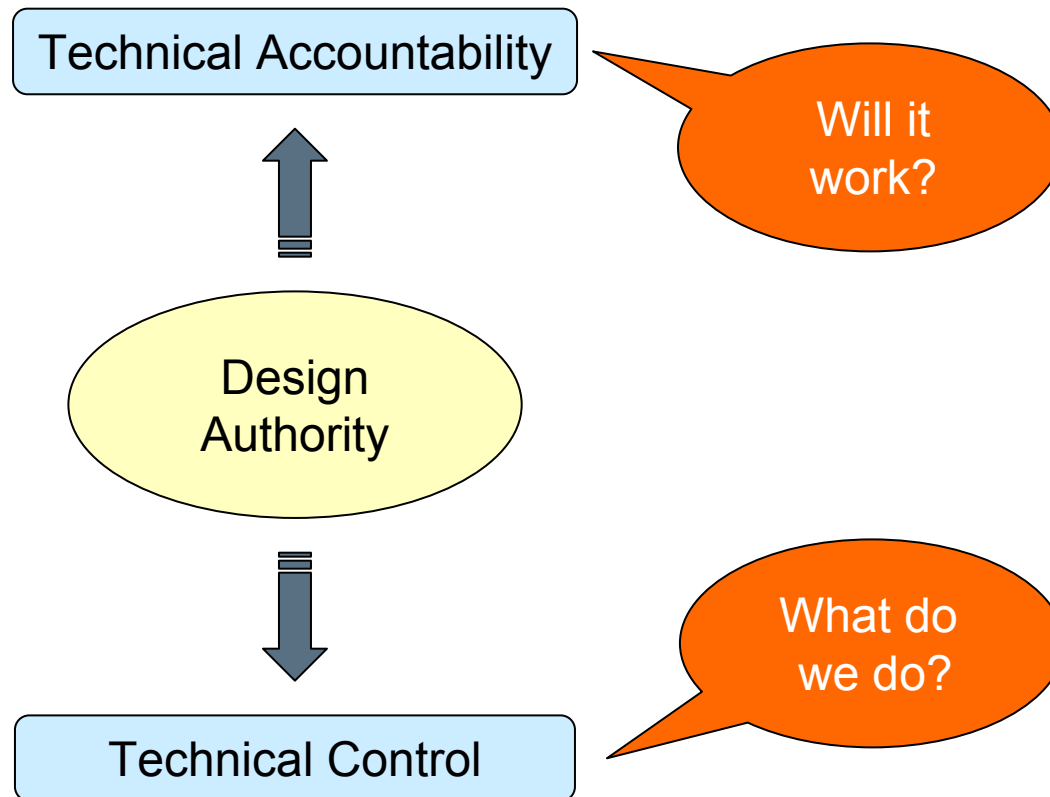 Technical Accountability
Will it
work?
Design
Authority
What do
we do?
Technical Control